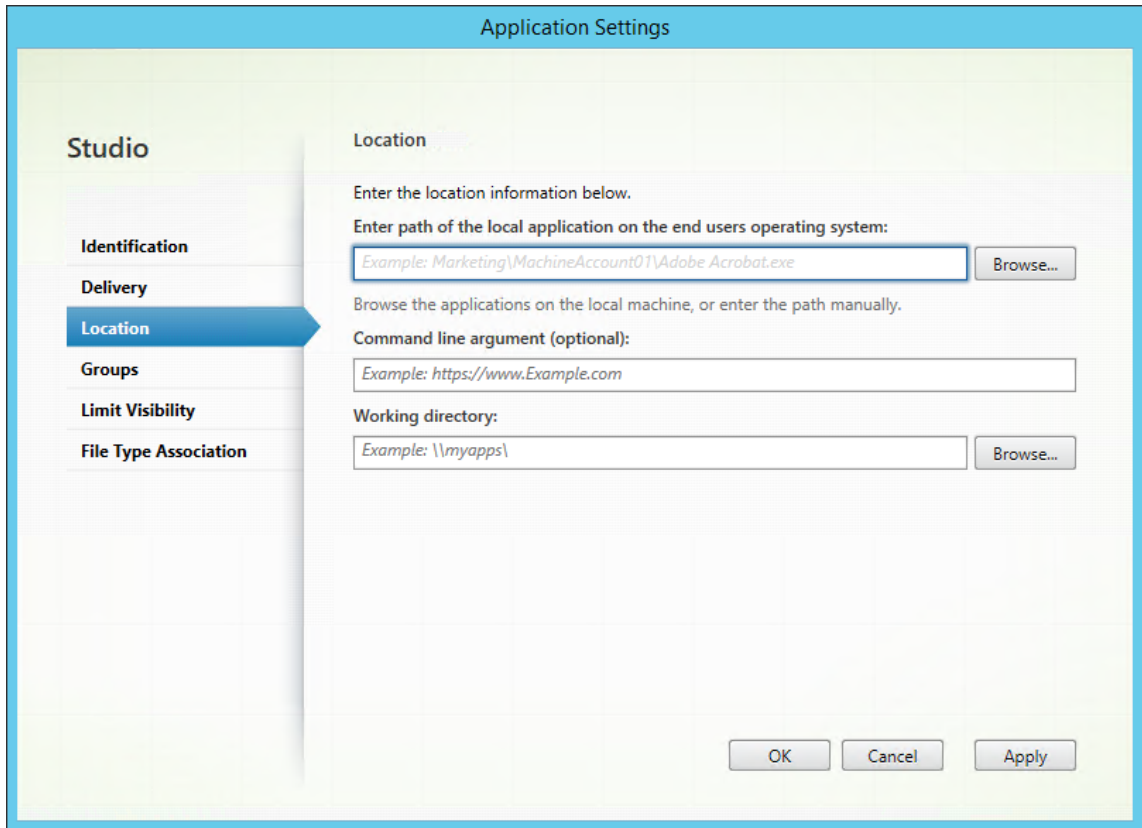 Application Settings
Studio
Identification
Delivery
Location
Groups
Limit Visibility
File Type Association
Location
Enter the location information below.
Enter path of the local application on the end users operating system:
Example: Marketing\MachineAccount01\Adobe Acrobat.exe
Browse...
Browse the applications on the local machine, or enter the path manually.
Command line argument (optional):
Example: https://www.Example.com
Working directory:
Example: \\myapps\
Browse...
OK
Cancel
Apply